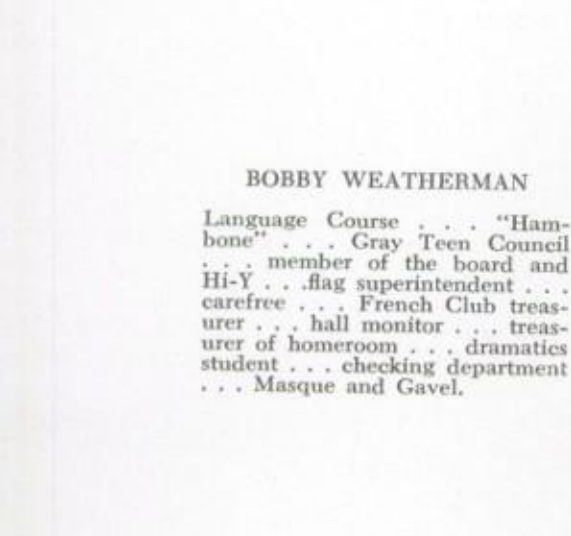 BOBBY WEATHERMAN
Language Course . . . "Ham-
bone" . . . Gray Teen Council
. . . member of the board and
Hi-Y . . .flag superintendent . . .
carefree . . . French Club treas-
urer . . . hall monitor . . . treas-
urer of homeroom . . . dramatics
student . . . checking department
. . . Masque and Gavel.